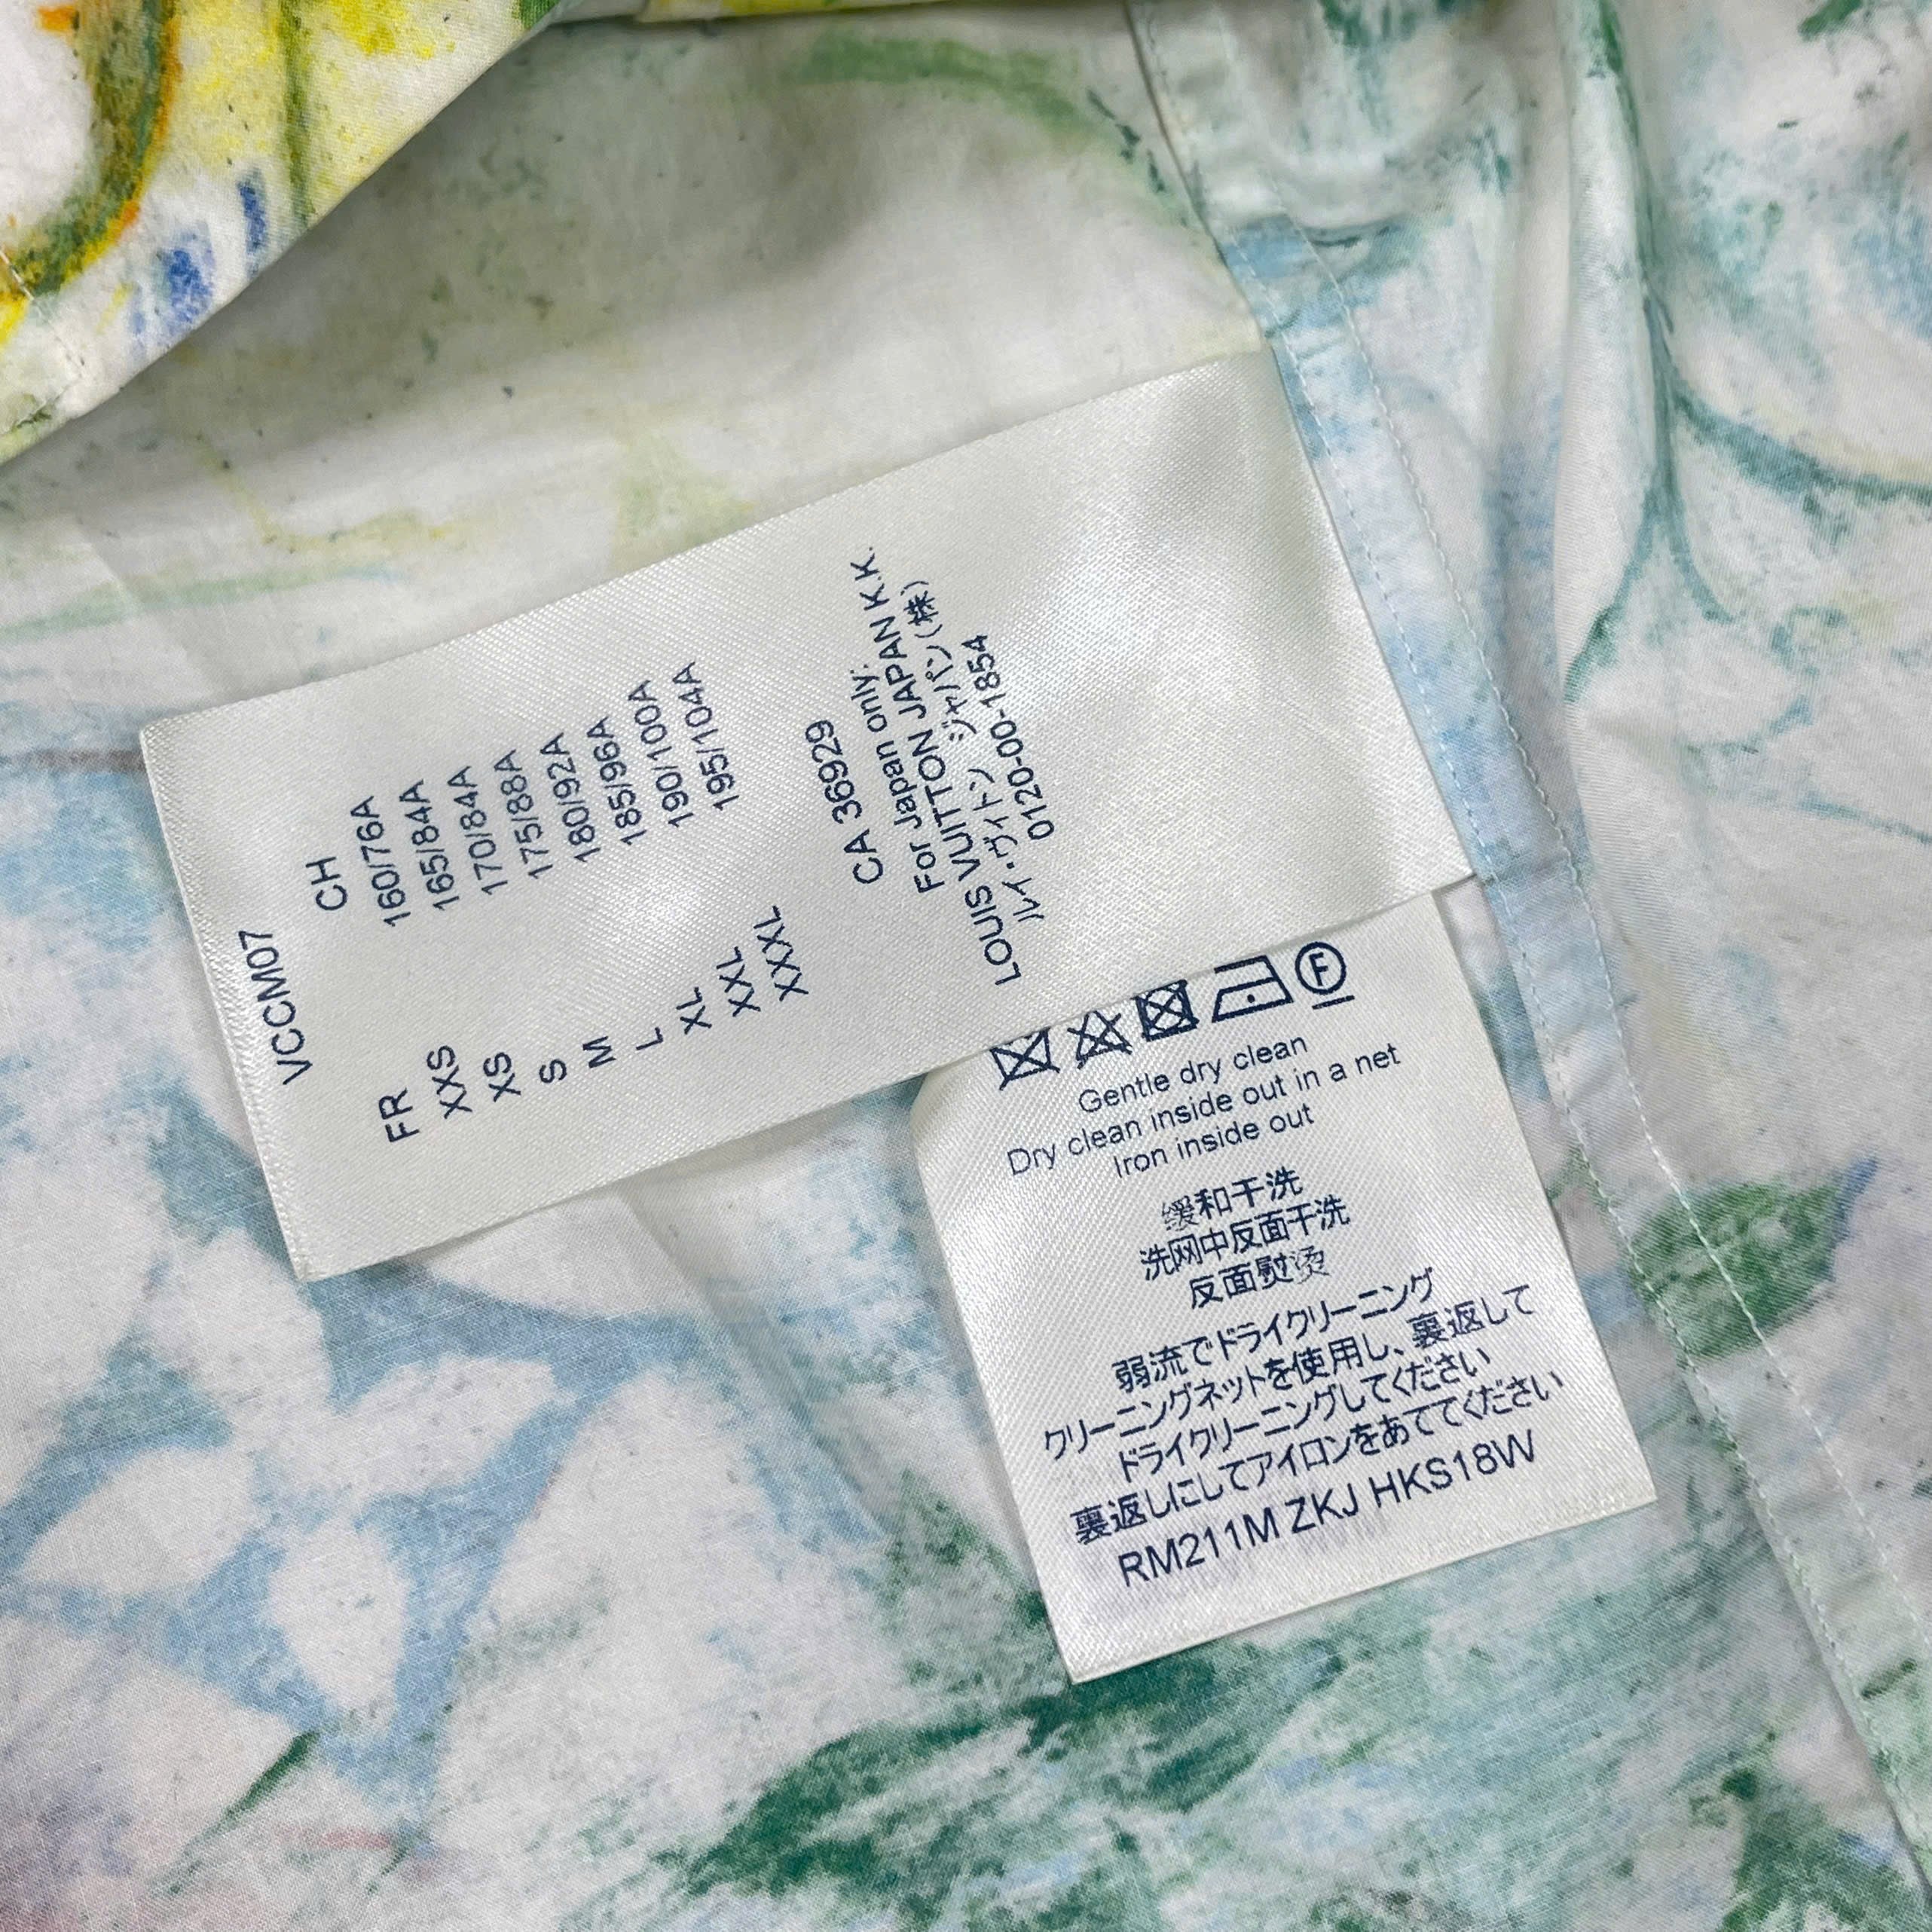 VCCM07
FR CH
XXS 160/76A
XS 165/84A
S 170/84A
M 175/88A
L 180/92A
XL 185/96A
XXL 190/100A
XXXL 195/104A
CA 36929
For Japan only:
LOUIS VUITTON JAPAN K.K.
ルイ・ヴィトン ジャパン(株)
0120-00-1854
F
Gentle dry clean
Dry clean inside out in a net
Iron inside out
缓和干洗
洗网中反面干洗
反面熨烫
弱流でドライクリーニング
クリーニングネットを使用し、裏返して
ドライクリーニングしてください
裏返しにしてアイロンをあててください
RM211M ZKJ HKS18W